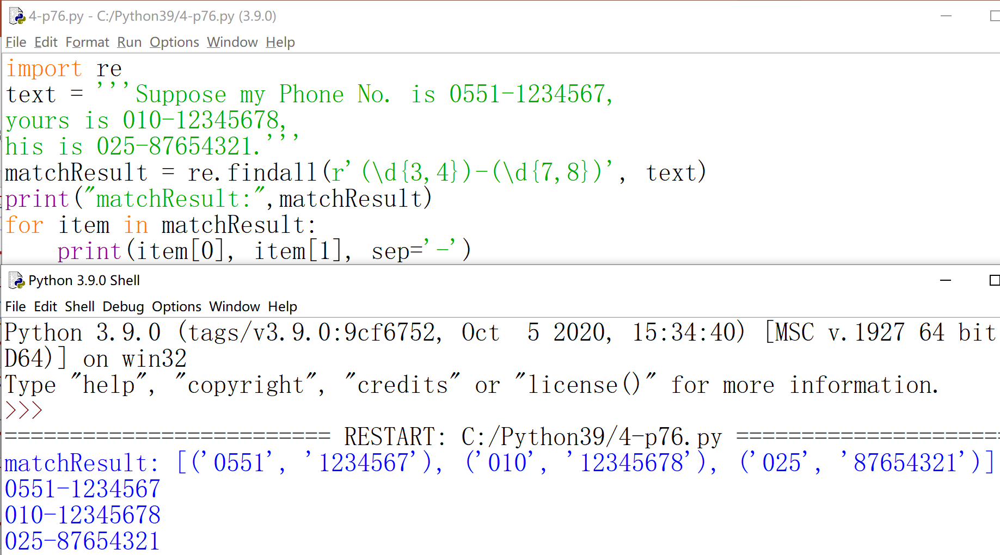 4-p76.py - C:/Python39/4-p76.py (3.9.0)
File Edit Format Run Options Window Help
import re
text = '''Suppose my Phone No. is 0551-1234567,
yours is 010-12345678,
his is 025-87654321.'''
matchResult = re.findall(r'(\d{3,4})-(\d{7,8})', text)
print("matchResult:",matchResult)
for item in matchResult:
    print(item[0], item[1], sep='-')
Python 3.9.0 Shell
File Edit Shell Debug Options Window Help
Python 3.9.0 (tags/v3.9.0:9cf6752, Oct  5 2020, 15:34:40) [MSC v.1927 64 bit
D64)] on win32
Type "help", "copyright", "credits" or "license()" for more information.
>>>
========================= RESTART: C:/Python39/4-p76.py =====================
matchResult: [('0551', '1234567'), ('010', '12345678'), ('025', '87654321')]
0551-1234567
010-12345678
025-87654321